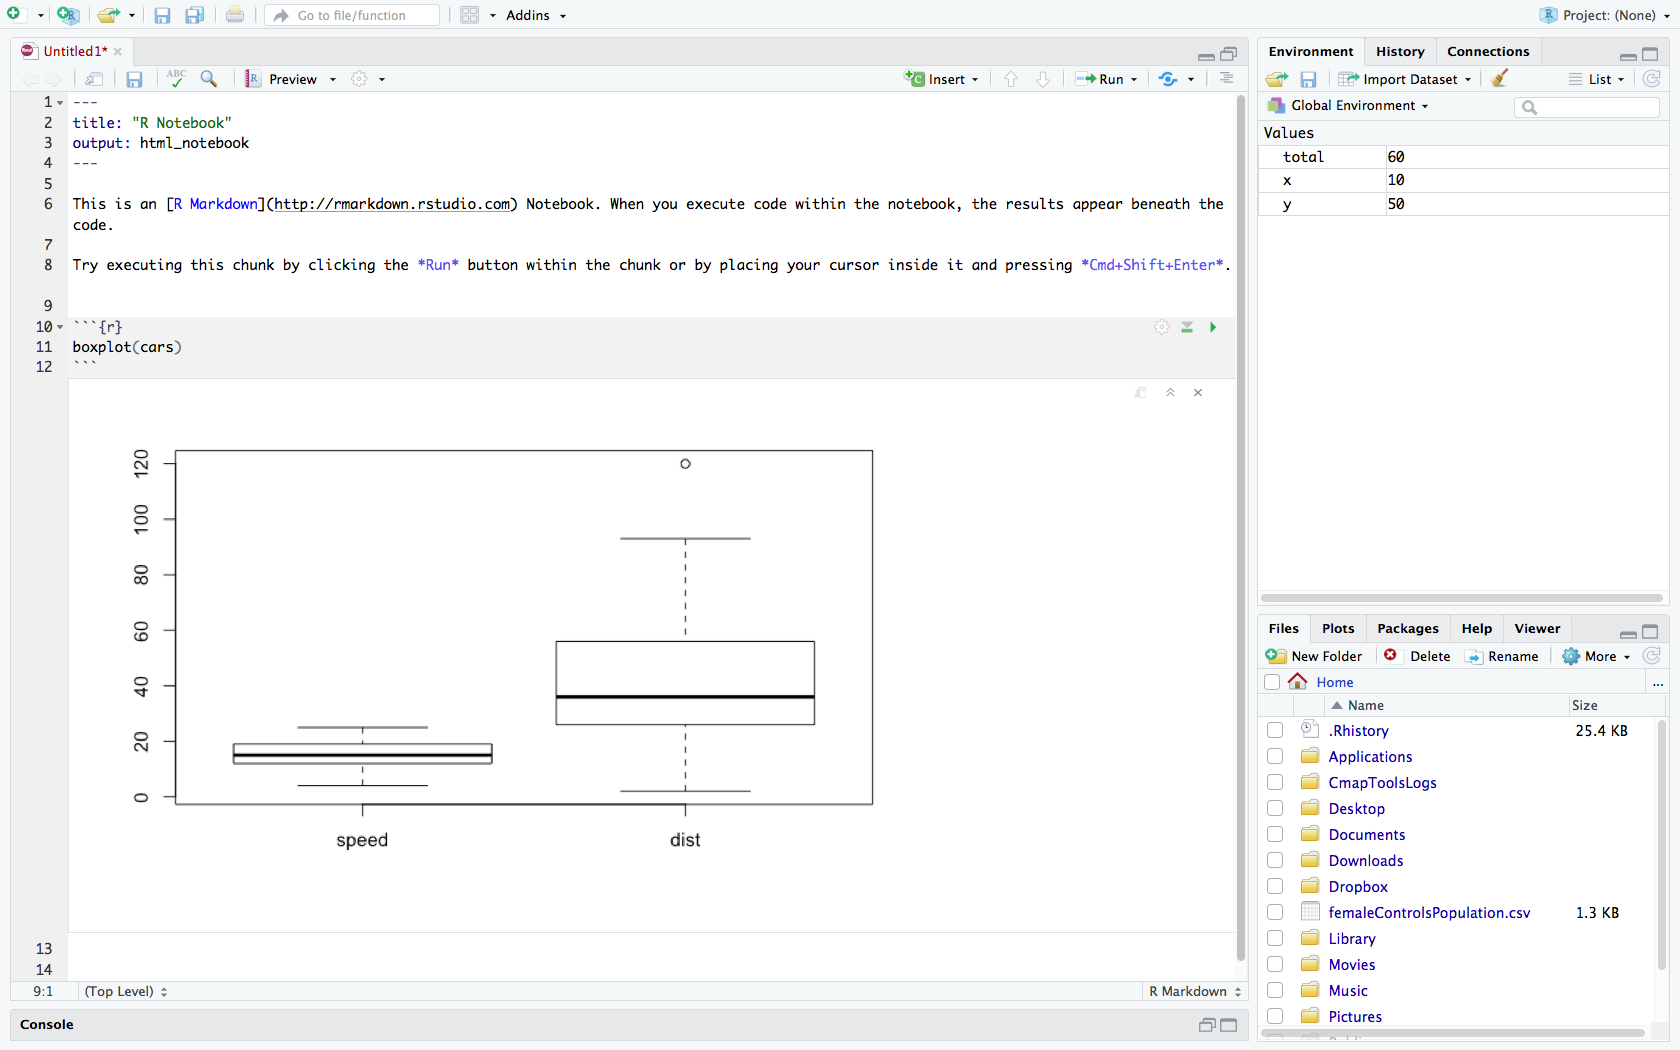 Go to file/function
Addins
Project: (None)
Untitled1*
ABC
Preview
Insert
Run
1 ---
2 title: "R Notebook"
3 output: html_notebook
4 ---
5
6 This is an [R Markdown](http://rmarkdown.rstudio.com) Notebook. When you execute code within the notebook, the results appear beneath the
code.
7
8 Try executing this chunk by clicking the *Run* button within the chunk or by placing your cursor inside it and pressing *Cmd+Shift+Enter*.
9
10 ```{r}
11 boxplot(cars)
12 ```
120
100
80
60
40
20
0
speed dist
13
14
9:1 (Top Level) R Markdown
Console
Environment History Connections
Import Dataset List
Global Environment
Values
total 60
x 10
y 50
Files Plots Packages Help Viewer
New Folder Delete Rename More
Home ...
Name Size
.Rhistory 25.4 KB
Applications
CmapToolsLogs
Desktop
Documents
Downloads
Dropbox
femaleControlsPopulation.csv 1.3 KB
Library
Movies
Music
Pictures